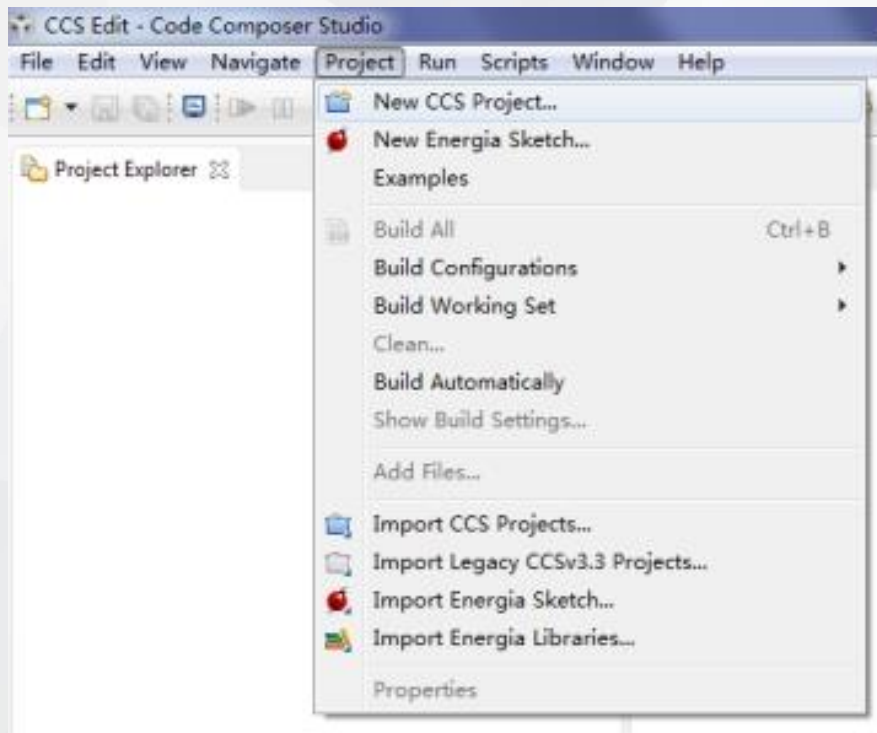 CCS Edit - Code Composer Studio
File Edit View Navigate Project Run Scripts Window Help
Project Explorer
New CCS Project...
New Energia Sketch...
Examples
Build All Ctrl+B
Build Configurations
Build Working Set
Clean...
Build Automatically
Show Build Settings...
Add Files...
Import CCS Projects...
Import Legacy CCSv3.3 Projects...
Import Energia Sketch...
Import Energia Libraries...
Properties